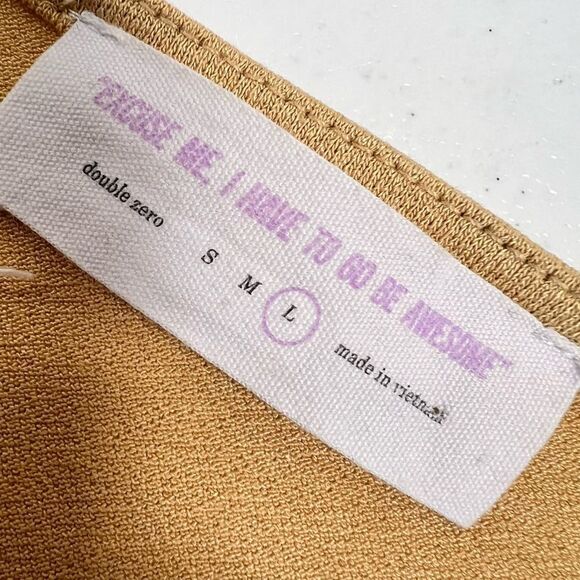 "EXCUSE ME, I HAVE TO GO BE AWESOME"
double zero S M L made in vietnam